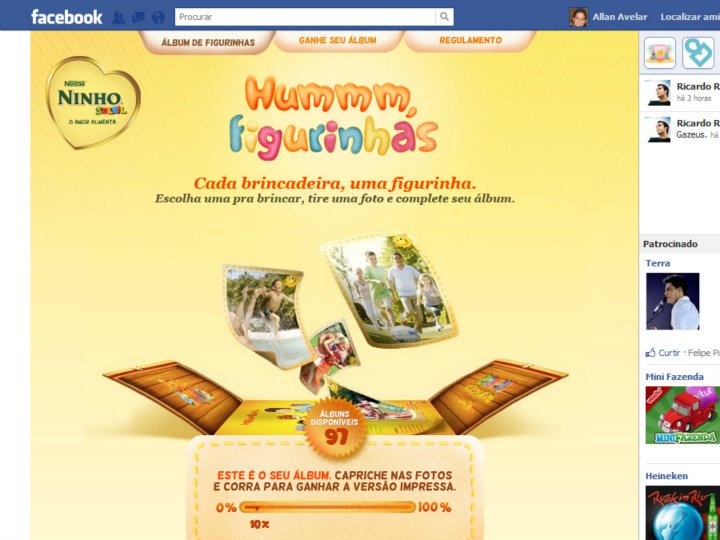 facebook
Procurar
Allan Avelar
Localizar ami
ÁLBUM DE FIGURINHAS
GANHE SEU ÁLBUM
REGULAMENTO
Nestlé
NINHO
SOLEIL
O AMOR ALIMENTA
Hummm,
figurinhas
Cada brincadeira, uma figurinha.
Escolha uma pra brincar, tire uma foto e complete seu álbum.
ÁLBUNS
DISPONÍVEIS
97
ESTE É O SEU ÁLBUM. CAPRICHE NAS FOTOS
E CORRA PARA GANHAR A VERSÃO IMPRESSA.
0%
100%
10%
Ricardo R
há 3 horas
Ricardo R
Gazeus. há
Patrocinado
Terra
Curtir · Felipe Pi
Mini Fazenda
MINI FAZENDA
Heineken
Rock in Rio